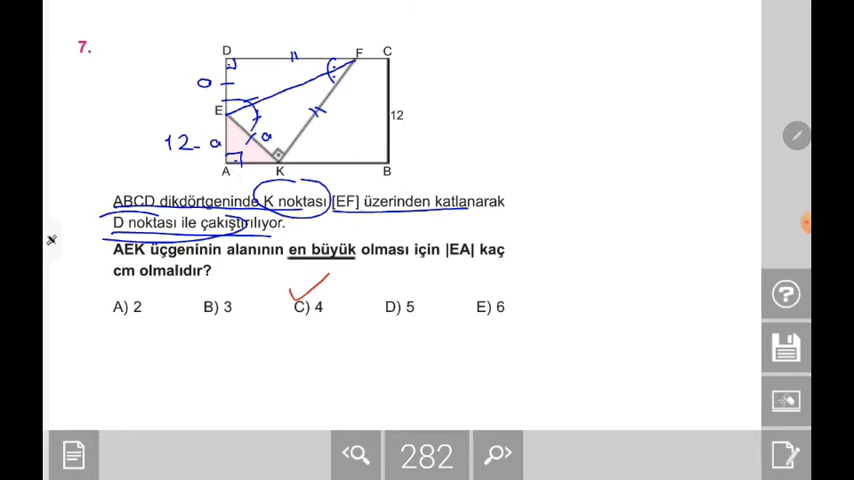 7.
D F C
a
E 12
12-a a
A K B
ABCD dikdörtgeninde K noktası [EF] üzerinden katlanarak
D noktası ile çakıştırılıyor.
AEK üçgeninin alanının en büyük olması için |EA| kaç
cm olmalıdır?
A) 2 B) 3 C) 4 D) 5 E) 6
282